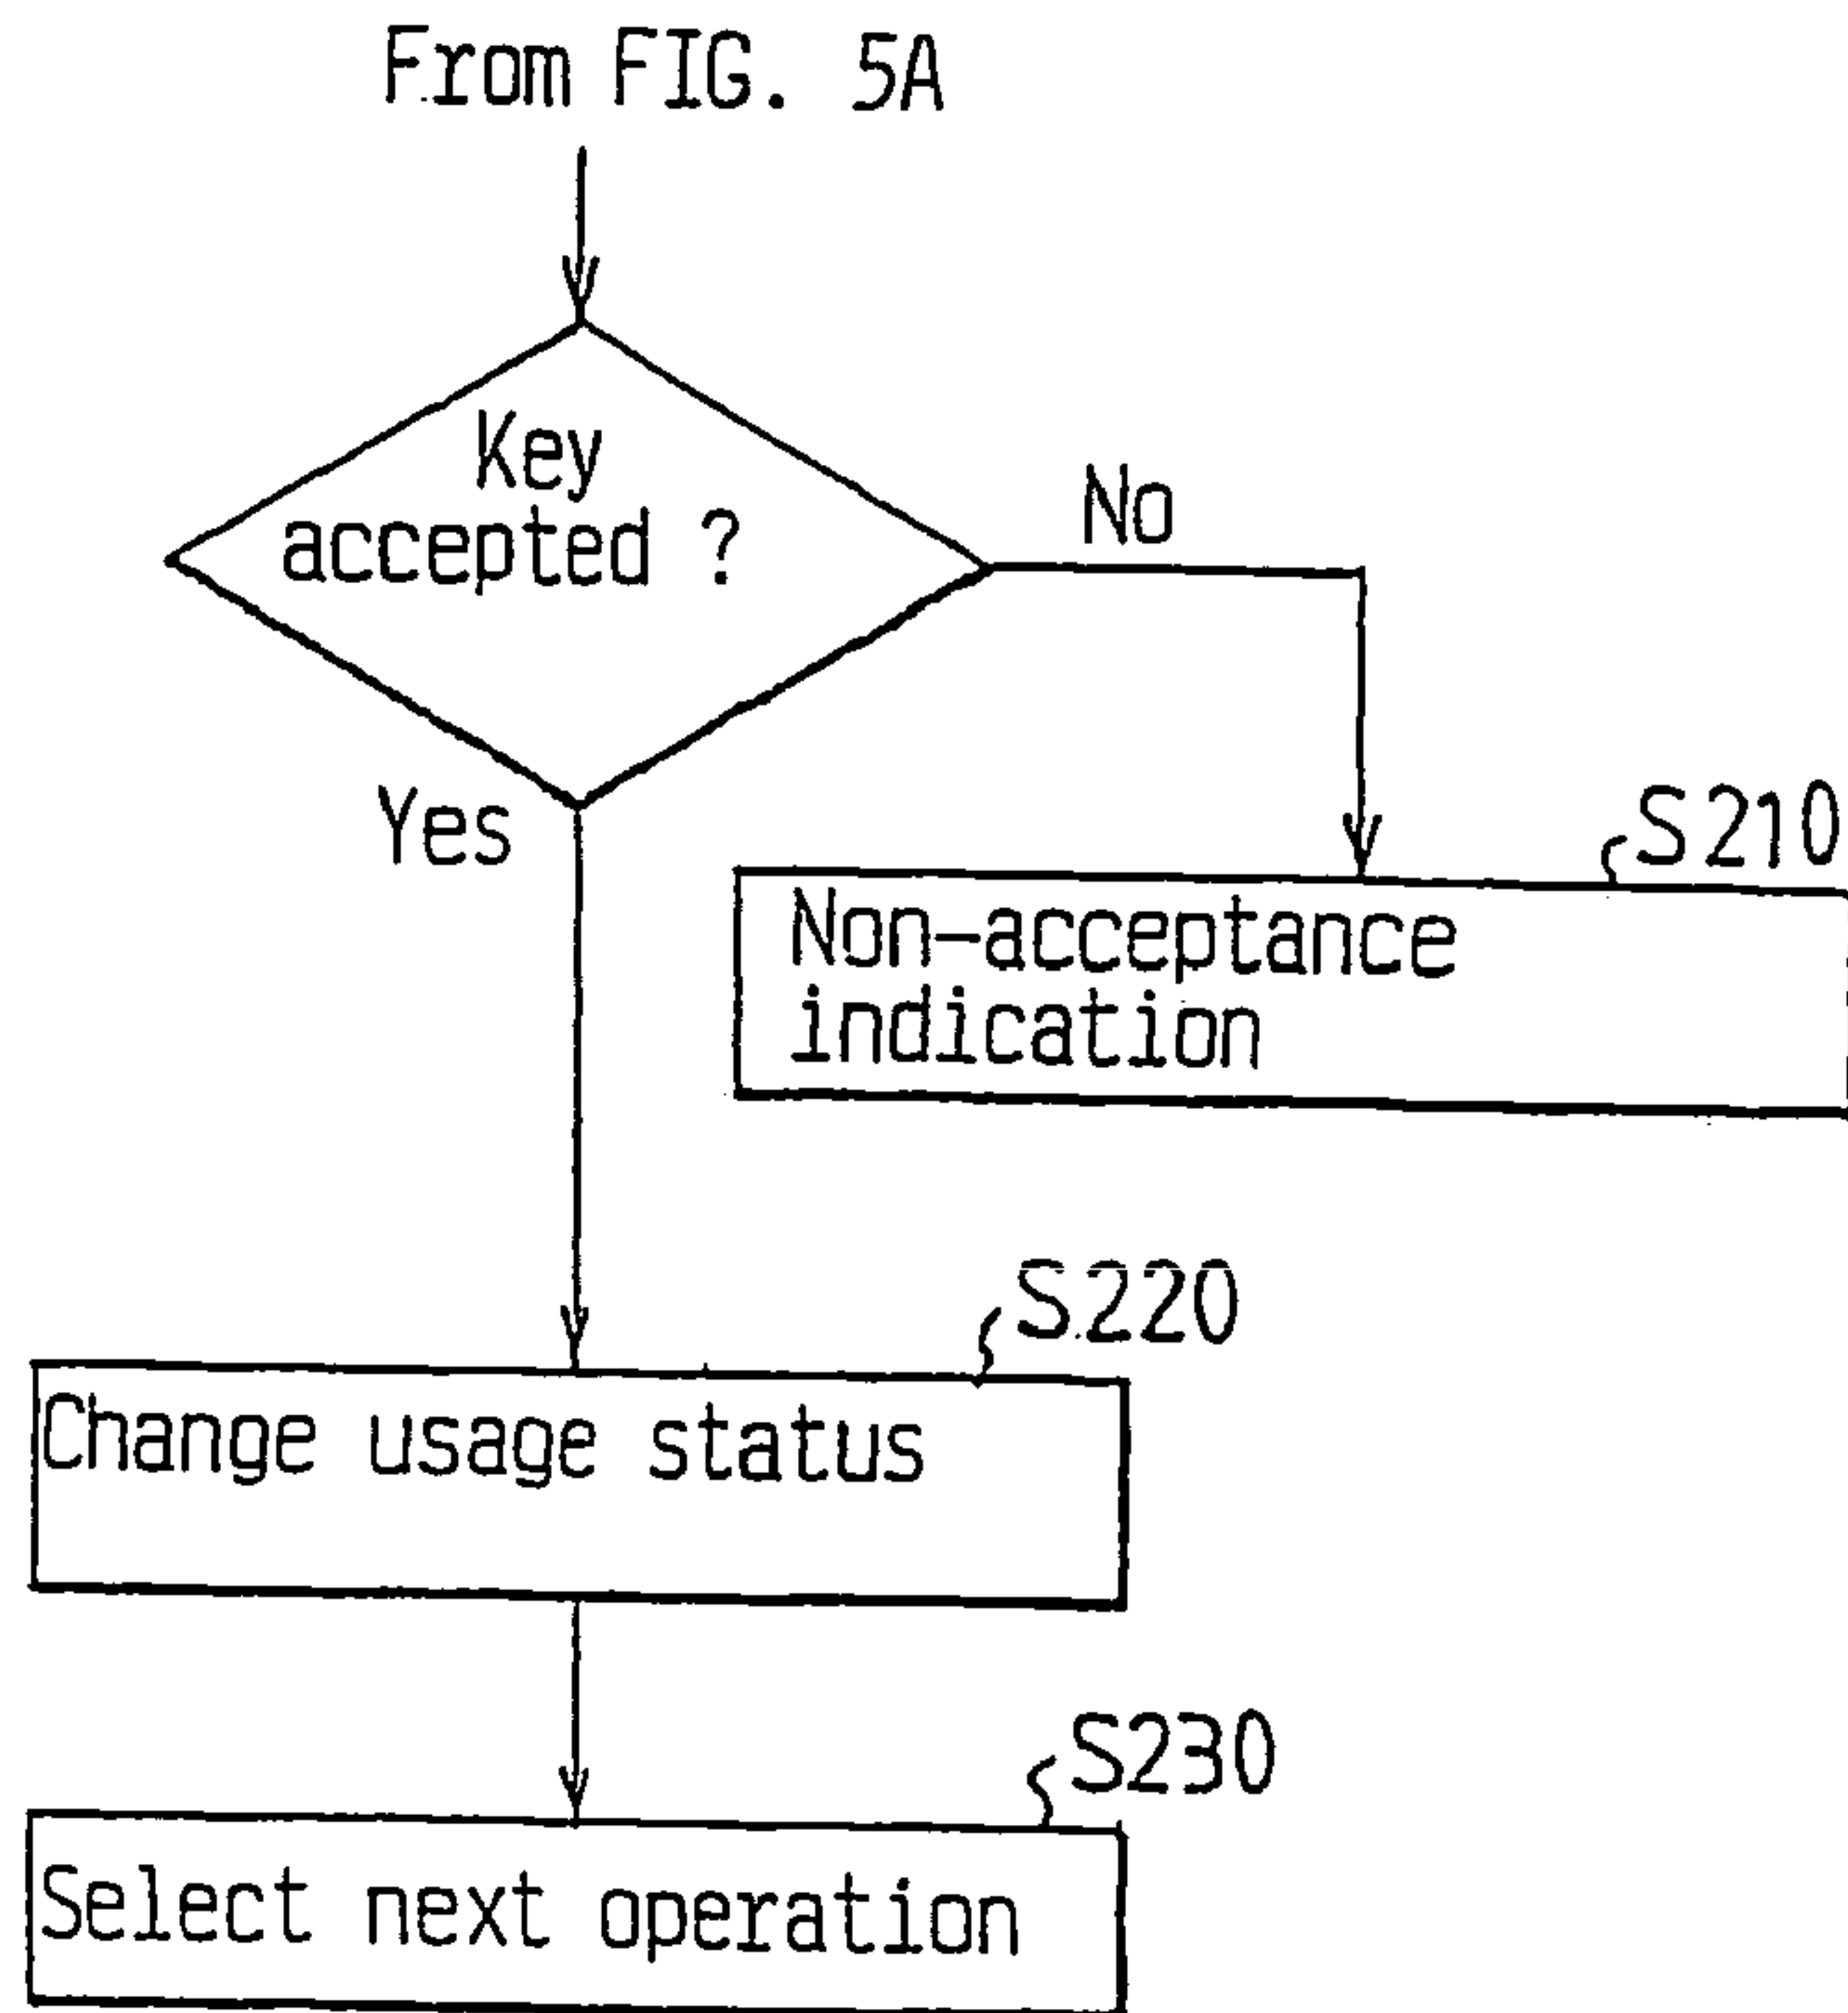 From FIG. 5A
Key
accepted ?
No
Yes
S210
Non-acceptance
indication
S220
Change usage status
S230
Select next operation